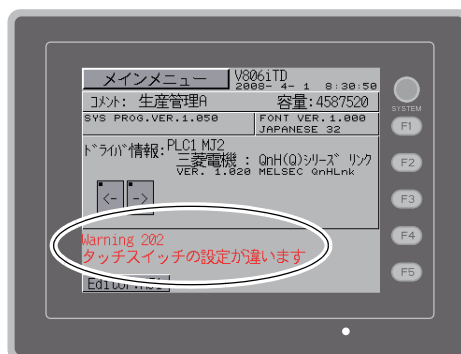 メインメニュー
V806iTD
2008- 4- 1 8:30:50
コメント: 生産管理A
容量:4587520
SYSTEM
SYS PROG.VER.1.050
FONT VER.1.000
JAPANESE 32
F1
ドライバ情報:PLC1 MJ2
三菱電機 : QnH(Q)シリーズ リンク
VER. 1.020 MELSEC QnHLnk
F2
<- ->
F3
Warning 202
タッチスイッチの設定が違います
F4
Editor:MJ1
F5